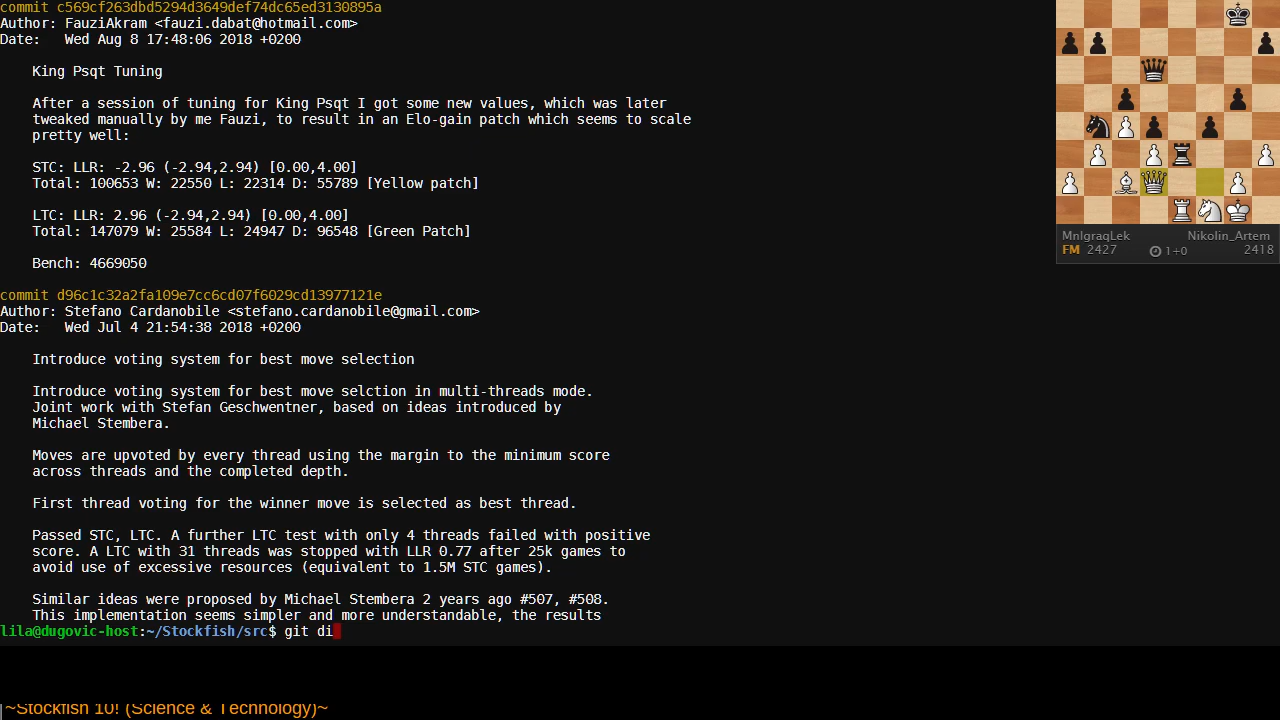 commit c569cf263dbd5294d3649def74dc65ed3130895a
Author: FauziAkram <fauzi.dabat@hotmail.com>
Date:   Wed Aug 8 17:48:06 2018 +0200
King Psqt Tuning
After a session of tuning for King Psqt I got some new values, which was later
tweaked manually by me Fauzi, to result in an Elo-gain patch which seems to scale
pretty well:
STC: LLR: -2.96 (-2.94,2.94) [0.00,4.00]
Total: 100653 W: 22550 L: 22314 D: 55789 [Yellow patch]
LTC: LLR: 2.96 (-2.94,2.94) [0.00,4.00]
Total: 147079 W: 25584 L: 24947 D: 96548 [Green Patch]
Bench: 4669050
commit d96c1c32a2fa109e7cc6cd07f6029cd13977121e
Author: Stefano Cardanobile <stefano.cardanobile@gmail.com>
Date:   Wed Jul 4 21:54:38 2018 +0200
Introduce voting system for best move selection
Introduce voting system for best move selction in multi-threads mode.
Joint work with Stefan Geschwentner, based on ideas introduced by
Michael Stembera.
Moves are upvoted by every thread using the margin to the minimum score
across threads and the completed depth.
First thread voting for the winner move is selected as best thread.
Passed STC, LTC. A further LTC test with only 4 threads failed with positive
score. A LTC with 31 threads was stopped with LLR 0.77 after 25k games to
avoid use of excessive resources (equivalent to 1.5M STC games).
Similar ideas were proposed by Michael Stembera 2 years ago #507, #508.
This implementation seems simpler and more understandable, the results
lila@dugovic-host:~/Stockfish/src$ git di
MnlgraqLek Nikolin_Artem
FM 2427 1+0 2418
~Stockfish 10! (Science & Technology)~